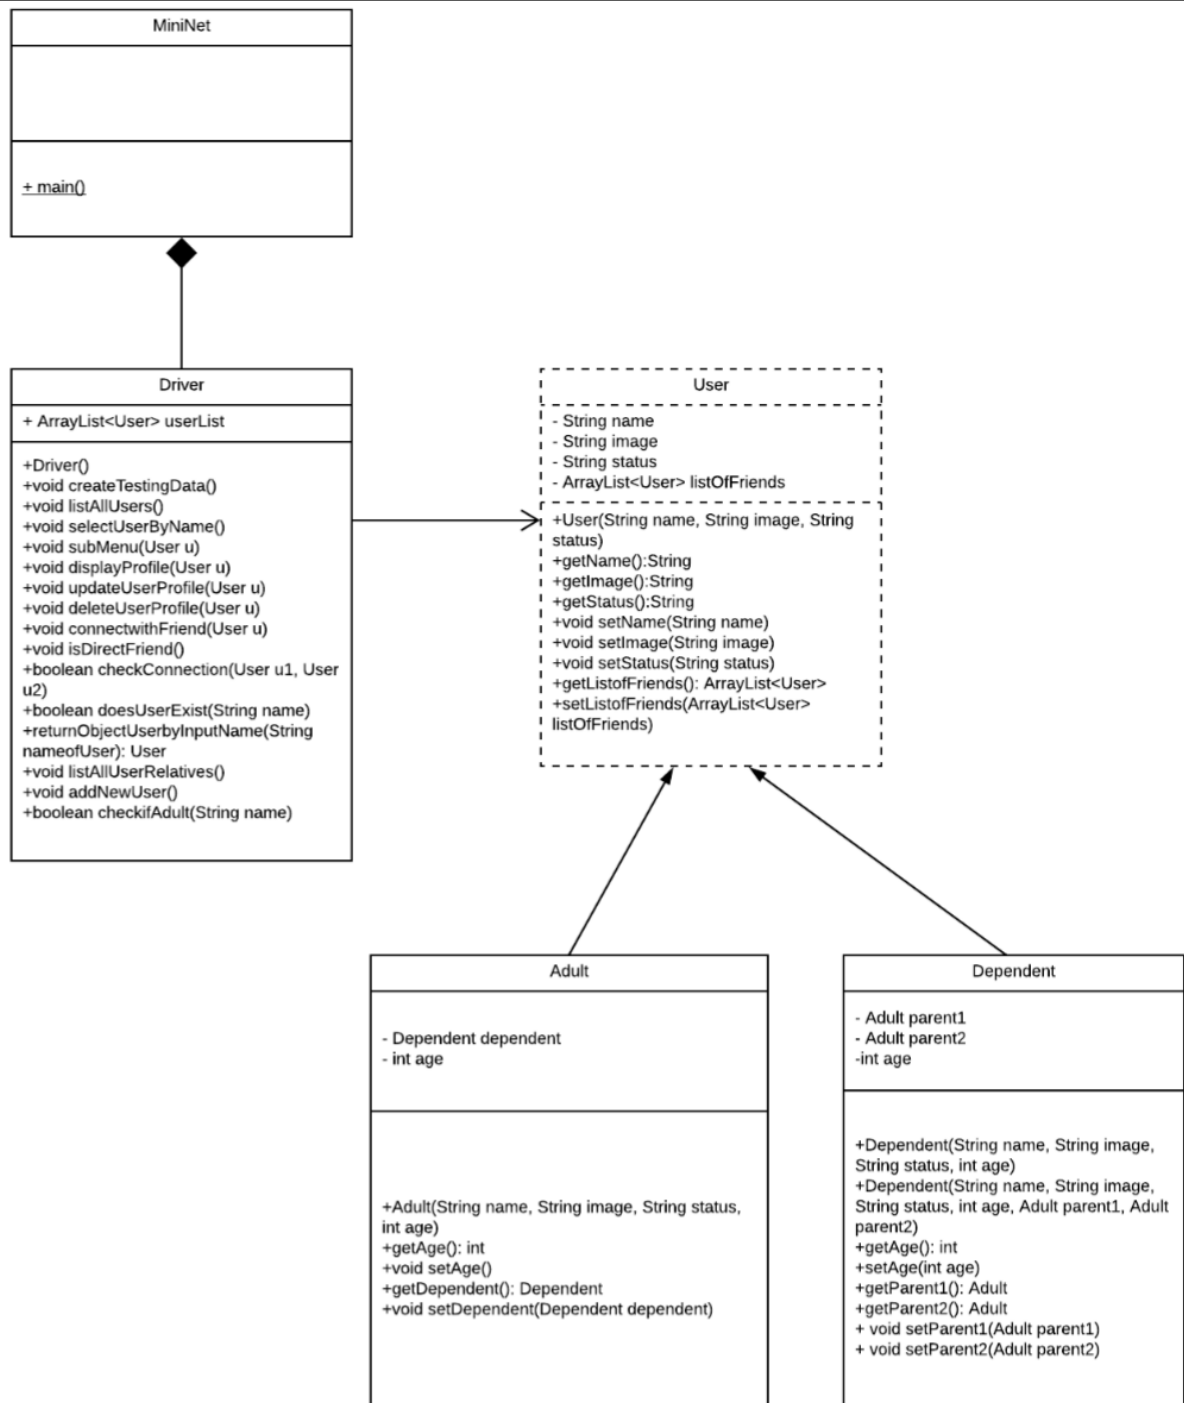 MiniNet
+ main()
Driver
+ ArrayList<User> userList
+Driver()
+void createTestingData()
+void listAllUsers()
+void selectUserByName()
+void subMenu(User u)
+void displayProfile(User u)
+void updateUserProfile(User u)
+void deleteUserProfile(User u)
+void connectwithFriend(User u)
+void isDirectFriend()
+boolean checkConnection(User u1, User
u2)
+boolean doesUserExist(String name)
+returnObjectUserbyInputName(String
nameofUser): User
+void listAllUserRelatives()
+void addNewUser()
+boolean checkifAdult(String name)
User
- String name
- String image
- String status
- ArrayList<User> listOfFriends
+User(String name, String image, String
status)
+getName():String
+getImage():String
+getStatus():String
+void setName(String name)
+void setImage(String image)
+void setStatus(String status)
+getListofFriends(): ArrayList<User>
+setListofFriends(ArrayList<User>
listOfFriends)
Adult
- Dependent dependent
- int age
+Adult(String name, String image, String status,
int age)
+getAge(): int
+void setAge()
+getDependent(): Dependent
+void setDependent(Dependent dependent)
Dependent
- Adult parent1
- Adult parent2
-int age
+Dependent(String name, String image,
String status, int age)
+Dependent(String name, String image,
String status, int age, Adult parent1, Adult
parent2)
+getAge(): int
+setAge(int age)
+getParent1(): Adult
+getParent2(): Adult
+ void setParent1(Adult parent1)
+ void setParent2(Adult parent2)